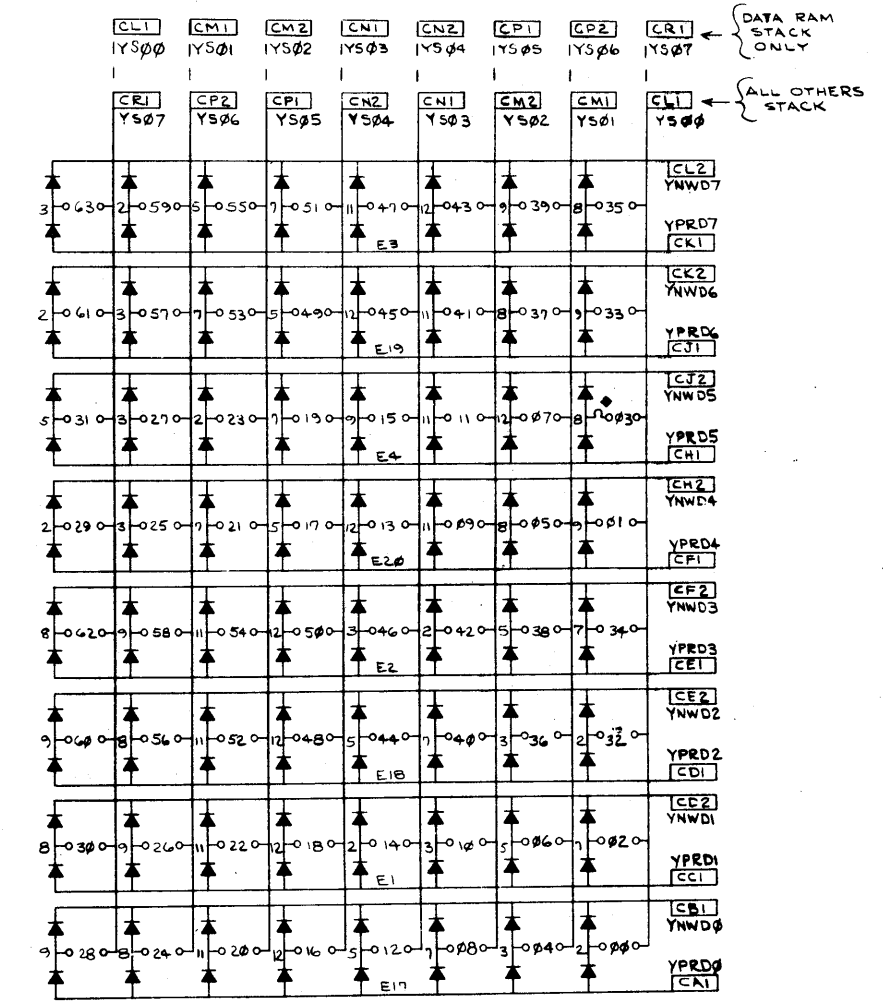 CL1 CM1 CM2 CN1 CN2 CP1 CP2 CR1 ← DATA RAM
YSØØ YSØ1 YSØ2 YSØ3 YSØ4 YSØ5 YSØ6 YSØ7 STACK
ONLY
CR1 CP2 CP1 CN2 CN1 CM2 CM1 CL1 ← ALL OTHERS
YSØ7 YSØ6 YSØ5 YSØ4 YSØ3 YSØ2 YSØ1 YSØØ STACK
CL2
YNWD7
3 63 2 59 5 55 7 51 11 47 12 43 9 39 8 35
YPRD7
E3 CK1
CK2
YNWD6
2 61 3 57 7 53 5 49 12 45 11 41 8 37 9 33
YPRD6
E19 CJ1
CJ2
YNWD5
5 31 3 27 2 23 7 19 9 15 11 11 12 Ø7 8 Ø3
YPRD5
E4 CH1
CH2
YNWD4
2 29 3 25 7 21 5 17 12 13 11 Ø9 8 Ø5 9 Ø1
YPRD4
E2Ø CF1
CF2
YNWD3
8 62 9 58 11 54 12 5Ø 3 46 2 42 5 38 7 34
YPRD3
E2 CE1
CE2
YNWD2
9 6Ø 8 56 11 52 12 48 5 44 7 4Ø 3 36 2 32
YPRD2
E18 CD1
CD2
YNWD1
8 3Ø 9 26 11 22 12 18 2 14 3 1Ø 5 Ø6 7 Ø2
YPRD1
E1 CC1
CB1
YNWDØ
9 28 8 24 11 2Ø 12 16 5 12 7 Ø8 3 Ø4 2 ØØ
YPRDØ
E17 CA1